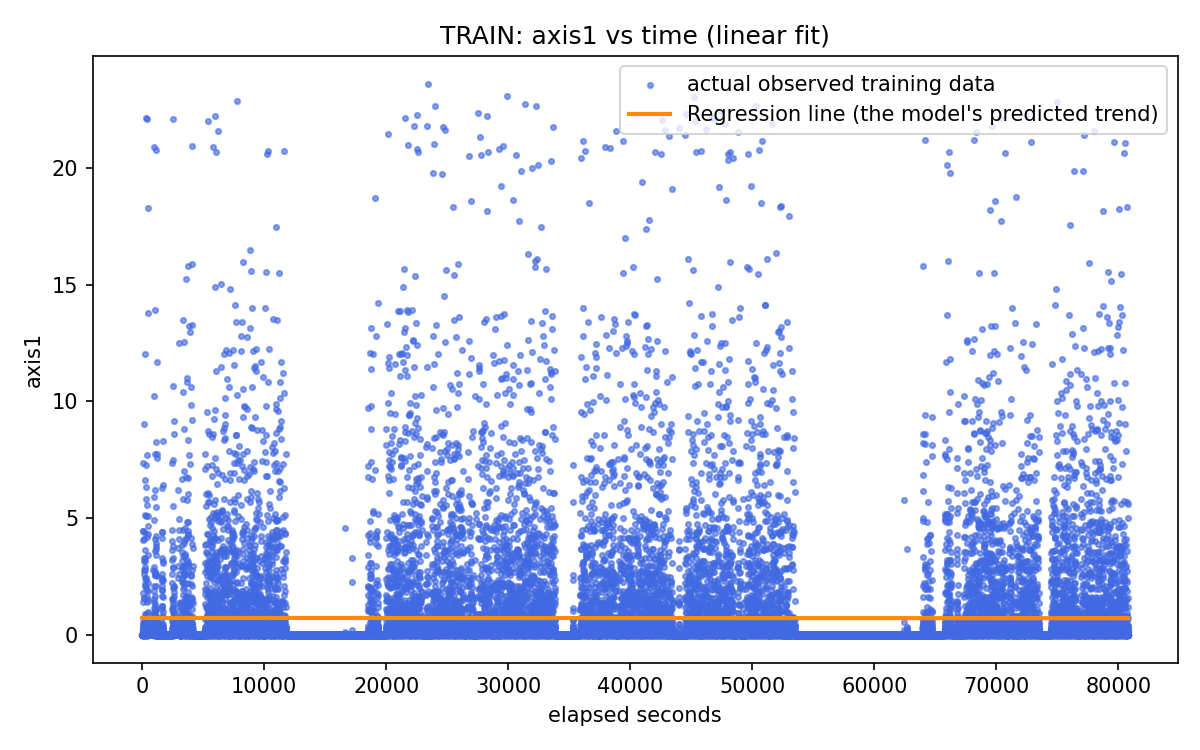 TRAIN: axis1 vs time (linear fit)
actual observed training data
Regression line (the model's predicted trend)
axis1
20
15
10
5
0
0 10000 20000 30000 40000 50000 60000 70000 80000
elapsed seconds